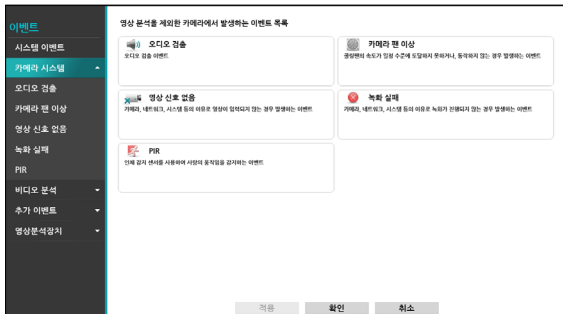 이벤트
시스템 이벤트
카메라 시스템
오디오 검출
카메라 팬 이상
영상 신호 없음
녹화 실패
PIR
비디오 분석
추가 이벤트
영상분석장치
영상 분석을 제외한 카메라에서 발생하는 이벤트 목록
오디오 검출
오디오 검출 이벤트
카메라 팬 이상
쿨링팬의 속도가 일정 수준에 도달하지 못하거나, 동작하지 않는 경우 발생하는 이벤트
영상 신호 없음
카메라, 네트워크, 시스템 등의 이유로 영상이 입력되지 않는 경우 발생하는 이벤트
녹화 실패
카메라, 네트워크, 시스템 등의 이유로 녹화가 진행되지 않는 경우 발생하는 이벤트
PIR
인체 감지 센서를 사용하여 사람의 움직임을 감지하는 이벤트
적용
확인
취소